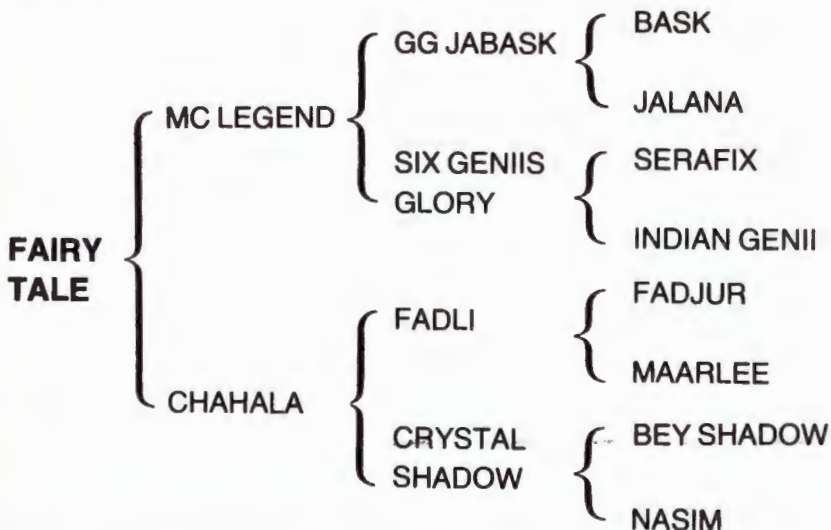 BASK
GG JABASK
JALANA
MC LEGEND
SIX GENIIS
GLORY
SERAFIX
INDIAN GENII
FAIRY
TALE
FADJUR
FADLI
MAARLEE
CHAHALA
CRYSTAL
SHADOW
BEY SHADOW
NASIM